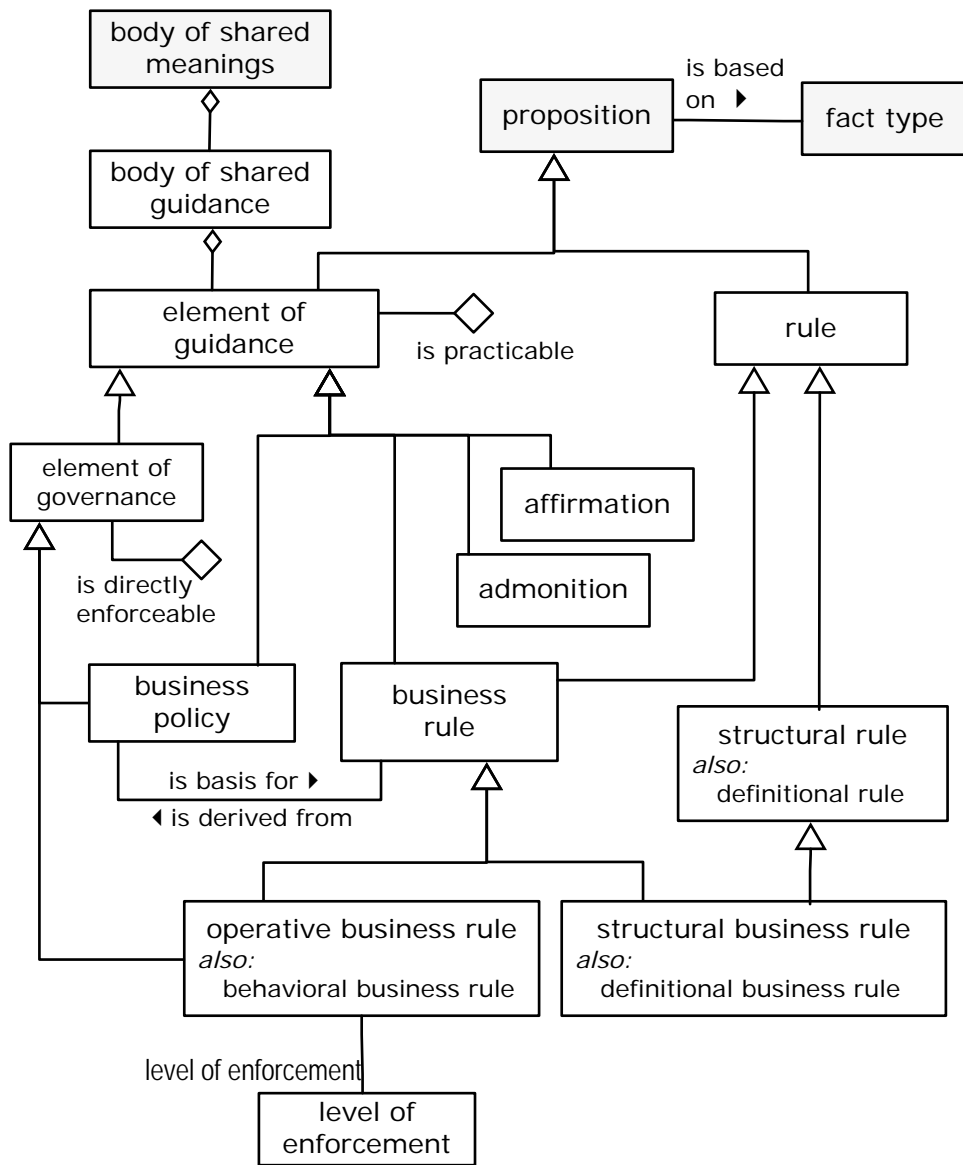 body of shared
meanings
is based
on
proposition
fact type
body of shared
guidance
element of
guidance
is practicable
rule
element of
governance
affirmation
is directly
enforceable
admonition
business
policy
business
rule
structural rule
also:
definitional rule
is basis for
is derived from
operative business rule
also:
behavioral business rule
structural business rule
also:
definitional business rule
level of enforcement
level of
enforcement